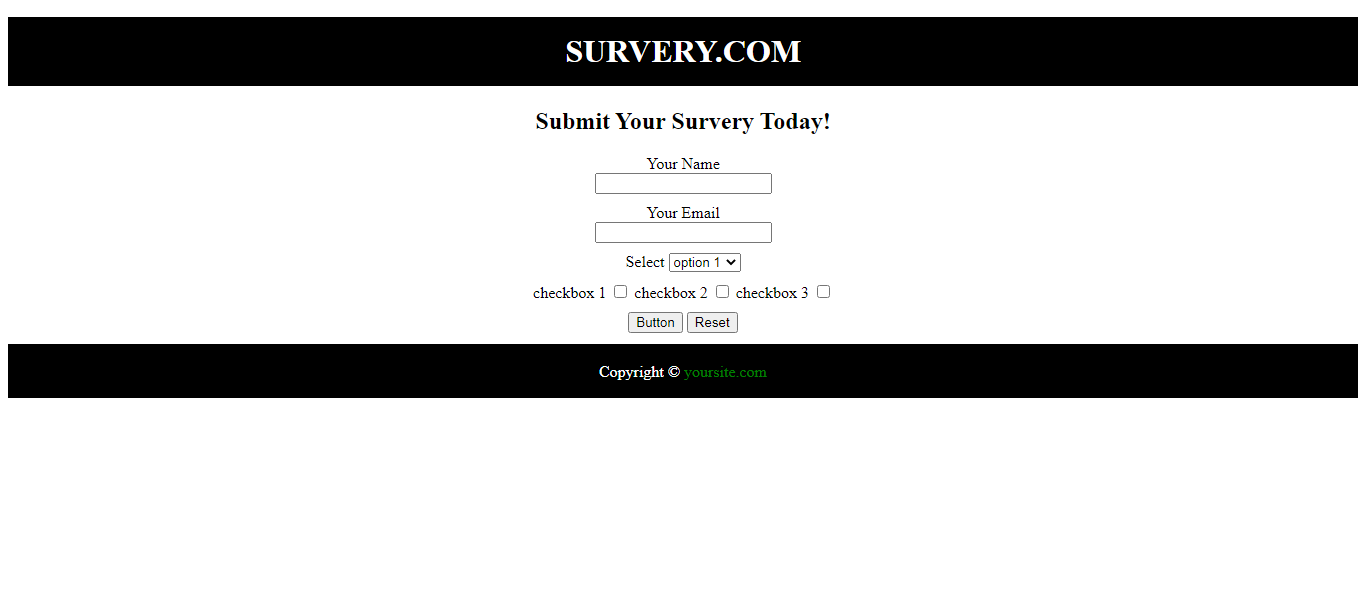 SURVERY.COM
Submit Your Survery Today!
Your Name
Your Email
Select option 1
checkbox 1 checkbox 2 checkbox 3
Button Reset
Copyright © yoursite.com